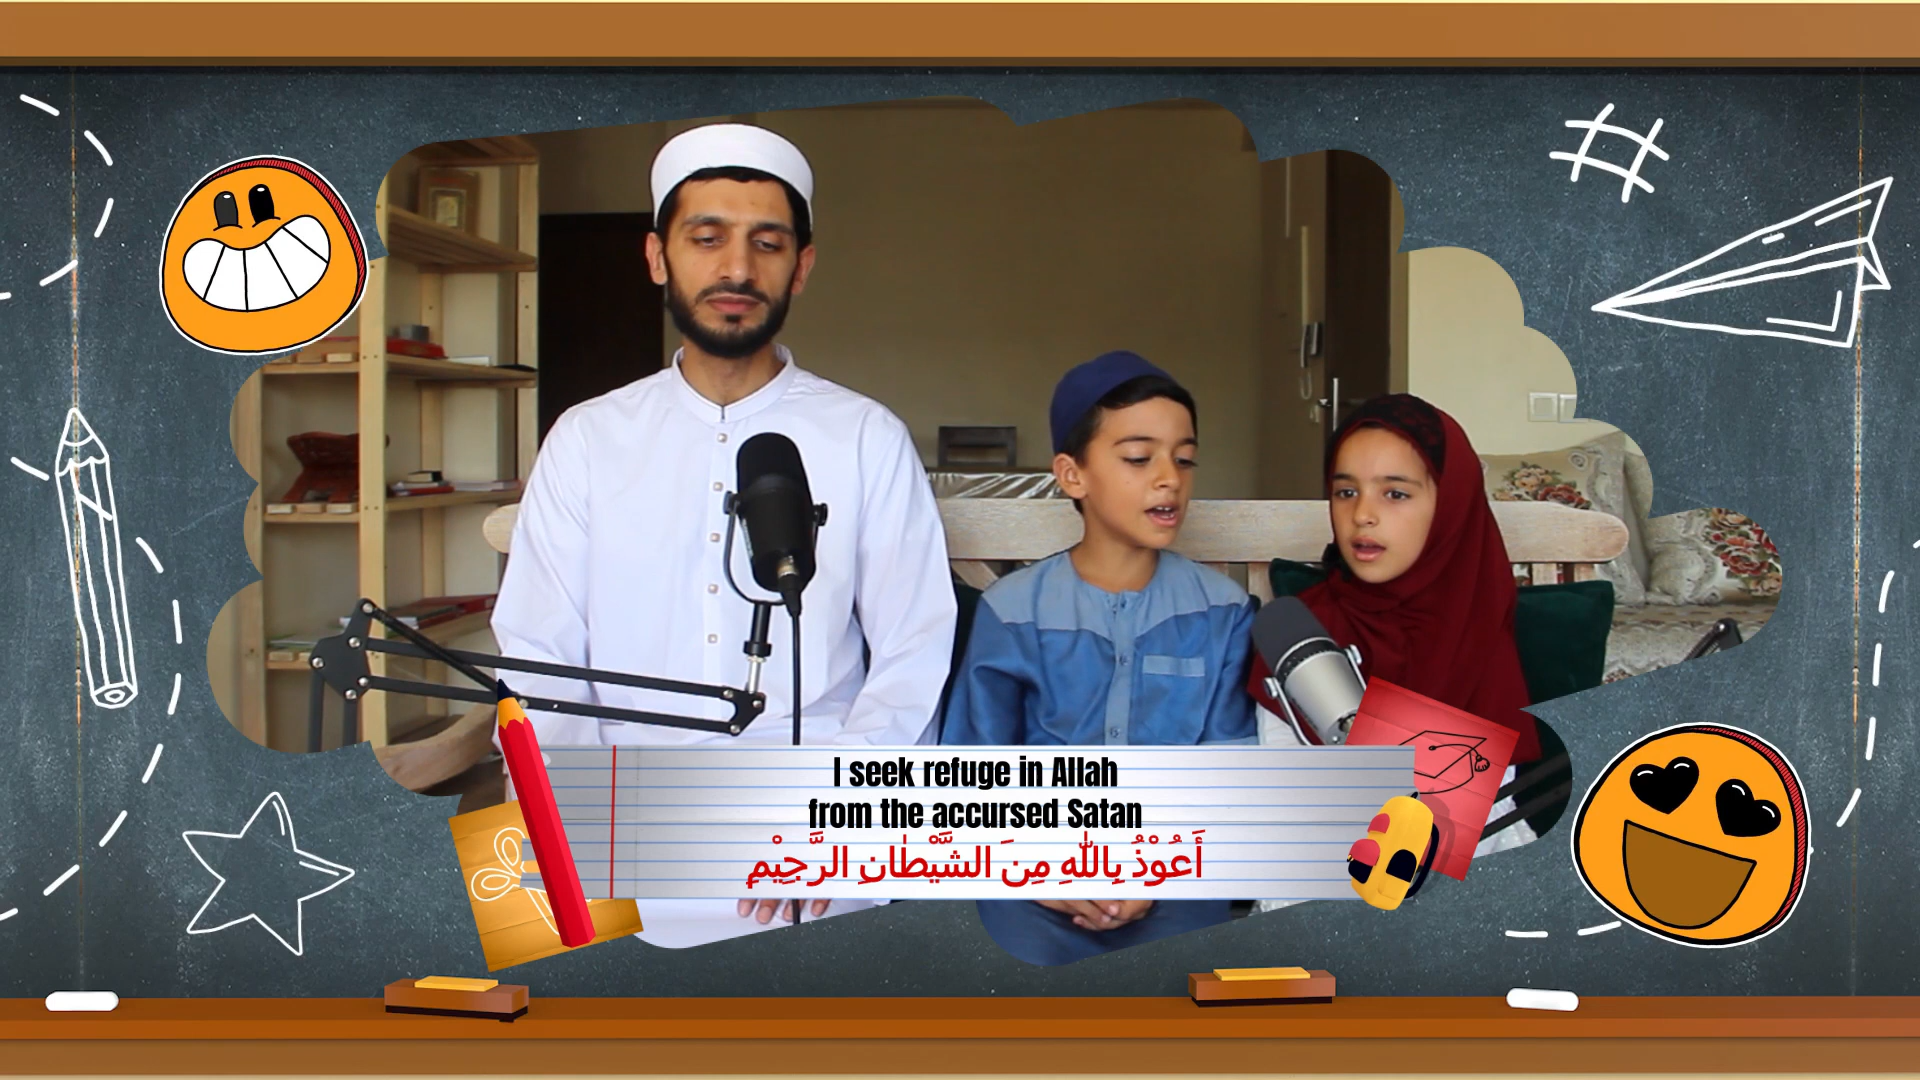 I seek refuge in Allah
from the accursed Satan
أَعُوْذُ بِاللّٰهِ مِنَ الشَّيْطٰانِ الرَّجِيْمِ